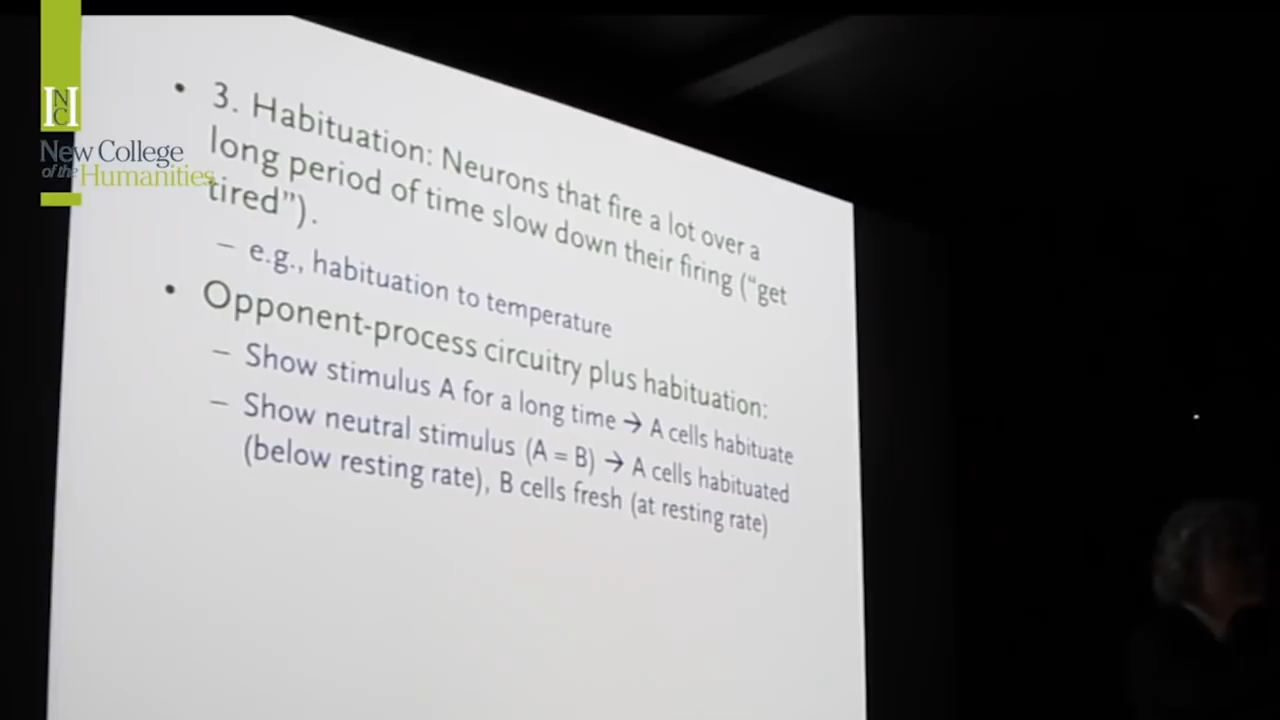 NCH
New College
of the Humanities
• 3. Habituation: Neurons that fire a lot over a
long period of time slow down their firing (“get
tired”).
– e.g., habituation to temperature
• Opponent-process circuitry plus habituation:
– Show stimulus A for a long time → A cells habituate
– Show neutral stimulus (A = B) → A cells habituated
(below resting rate), B cells fresh (at resting rate)